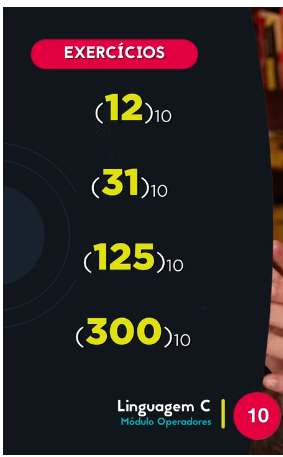 EXERCÍCIOS
(12)10
(31)10
(125)10
(300)10
Linguagem C
Módulo Operadores
10